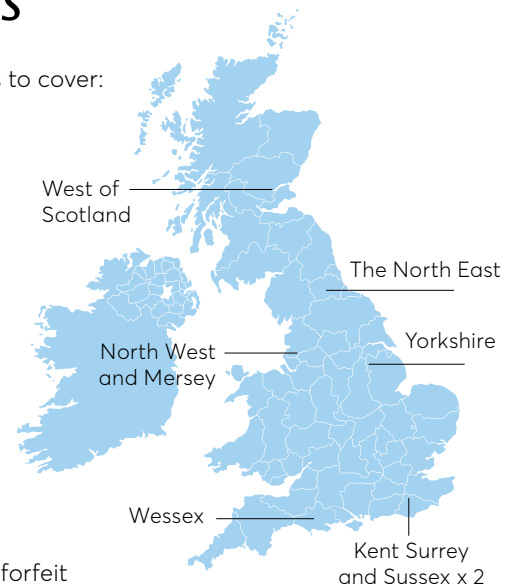 to cover:
West of
Scotland
The North East
Yorkshire
North West
and Mersey
Wessex
Kent Surrey
and Sussex x 2
forfeit